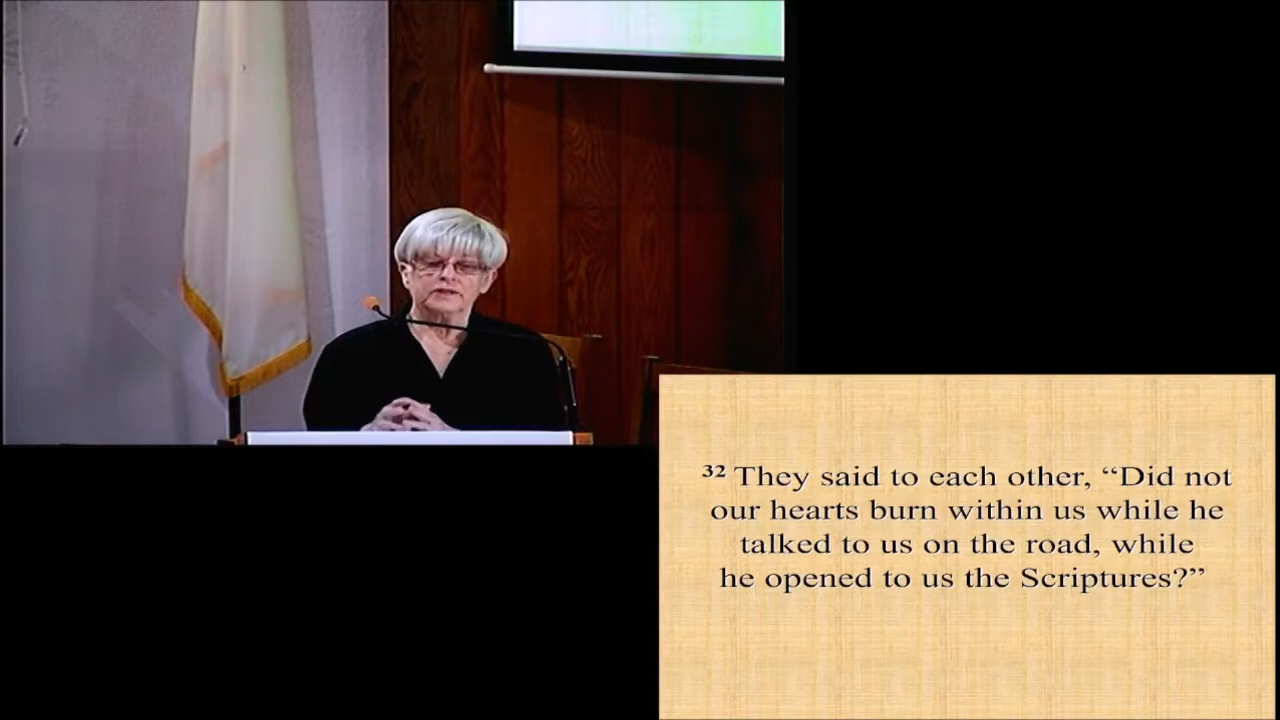 ³² They said to each other, “Did not
our hearts burn within us while he
talked to us on the road, while
he opened to us the Scriptures?”